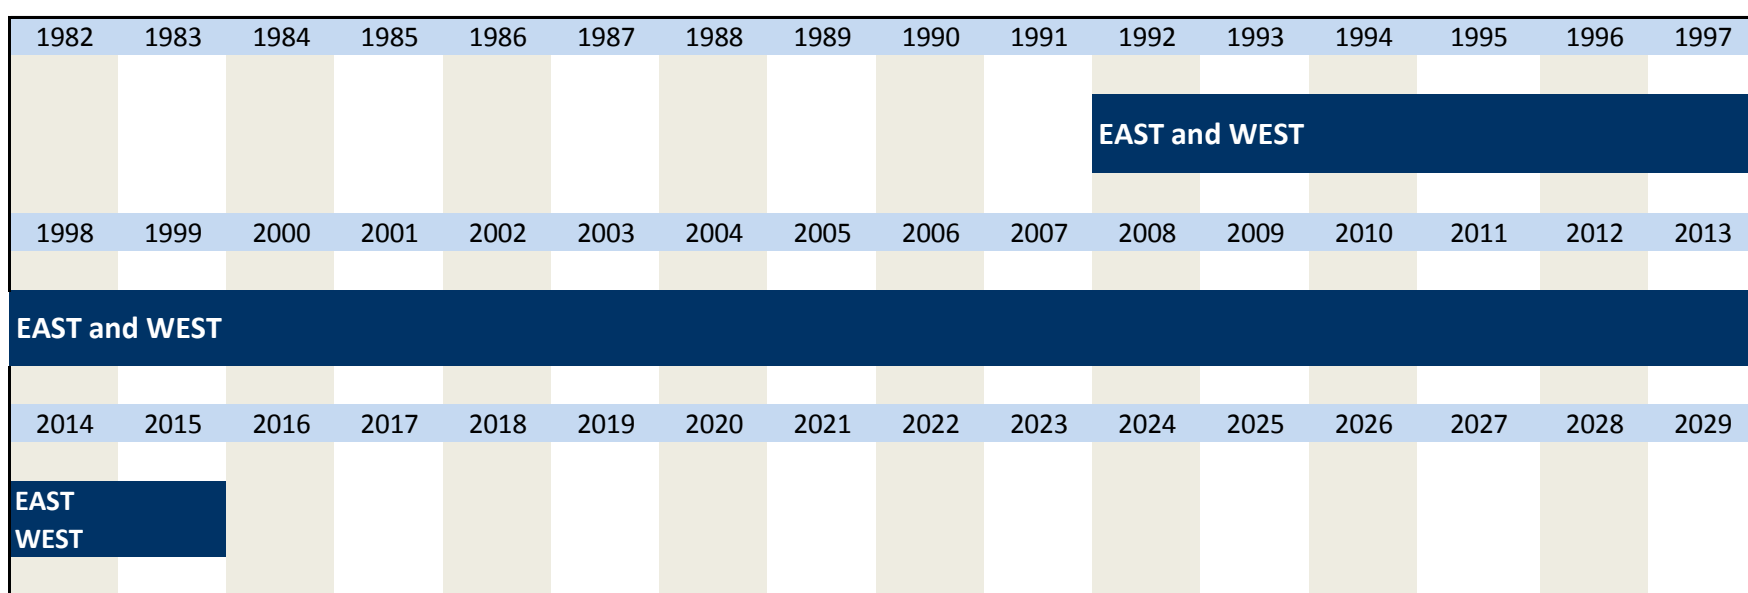 1982 1983 1984 1985 1986 1987 1988 1989 1990 1991 1992 1993 1994 1995 1996 1997
EAST and WEST
1998 1999 2000 2001 2002 2003 2004 2005 2006 2007 2008 2009 2010 2011 2012 2013
EAST and WEST
2014 2015 2016 2017 2018 2019 2020 2021 2022 2023 2024 2025 2026 2027 2028 2029
EAST
WEST